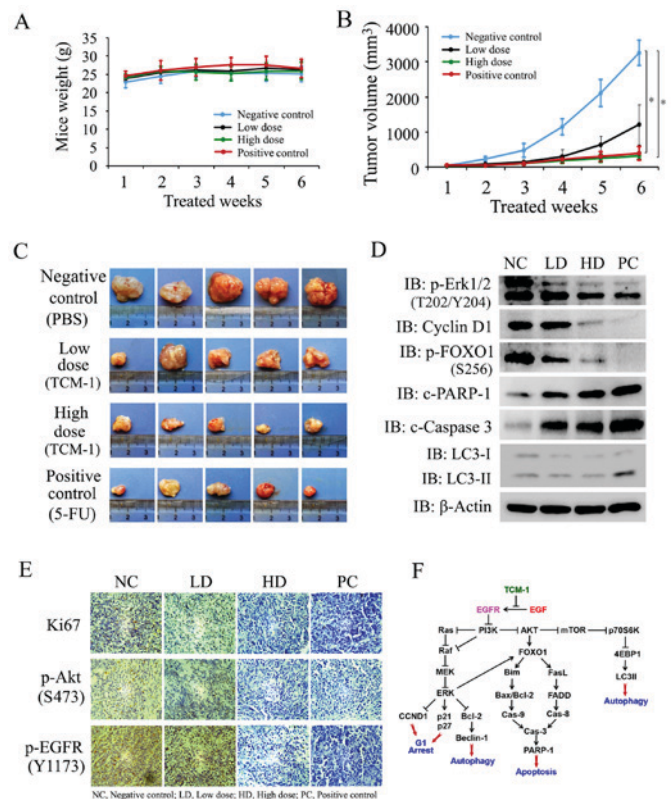 A
Mice weight (g)
35
30
25
20
15
10
5
0
Negative control
Low dose
High dose
Positive control
1 2 3 4 5 6
Treated weeks
B
Tumor volume (mm³)
4000
3000
2000
1000
0
Negative control
Low dose
High dose
Positive control
*
*
1 2 3 4 5 6
Treated weeks
C
Negative
control
(PBS)
Low
dose
(TCM-1)
High
dose
(TCM-1)
Positive
control
(5-FU)
D
NC LD HD PC
IB: p-Erk1/2
(T202/Y204)
IB: Cyclin D1
IB: p-FOXO1
(S256)
IB: c-PARP-1
IB: c-Caspase 3
IB: LC3-I
IB: LC3-II
IB: β-Actin
E
NC LD HD PC
Ki67
p-Akt
(S473)
p-EGFR
(Y1173)
NC, Negative control; LD, Low dose; HD, High dose; PC, Positive control
F
TCM-1
EGFR EGF
Ras PI3K AKT mTOR p70S6K
Raf FOXO1 4EBP1
MEK Bim FasL LC3II
ERK Bax/Bcl-2 FADD Autophagy
CCND1 p21 Bcl-2 Cas-9 Cas-8
p27
G1 Beclin-1 Cas-3
Arrest PARP-1
Autophagy Apoptosis